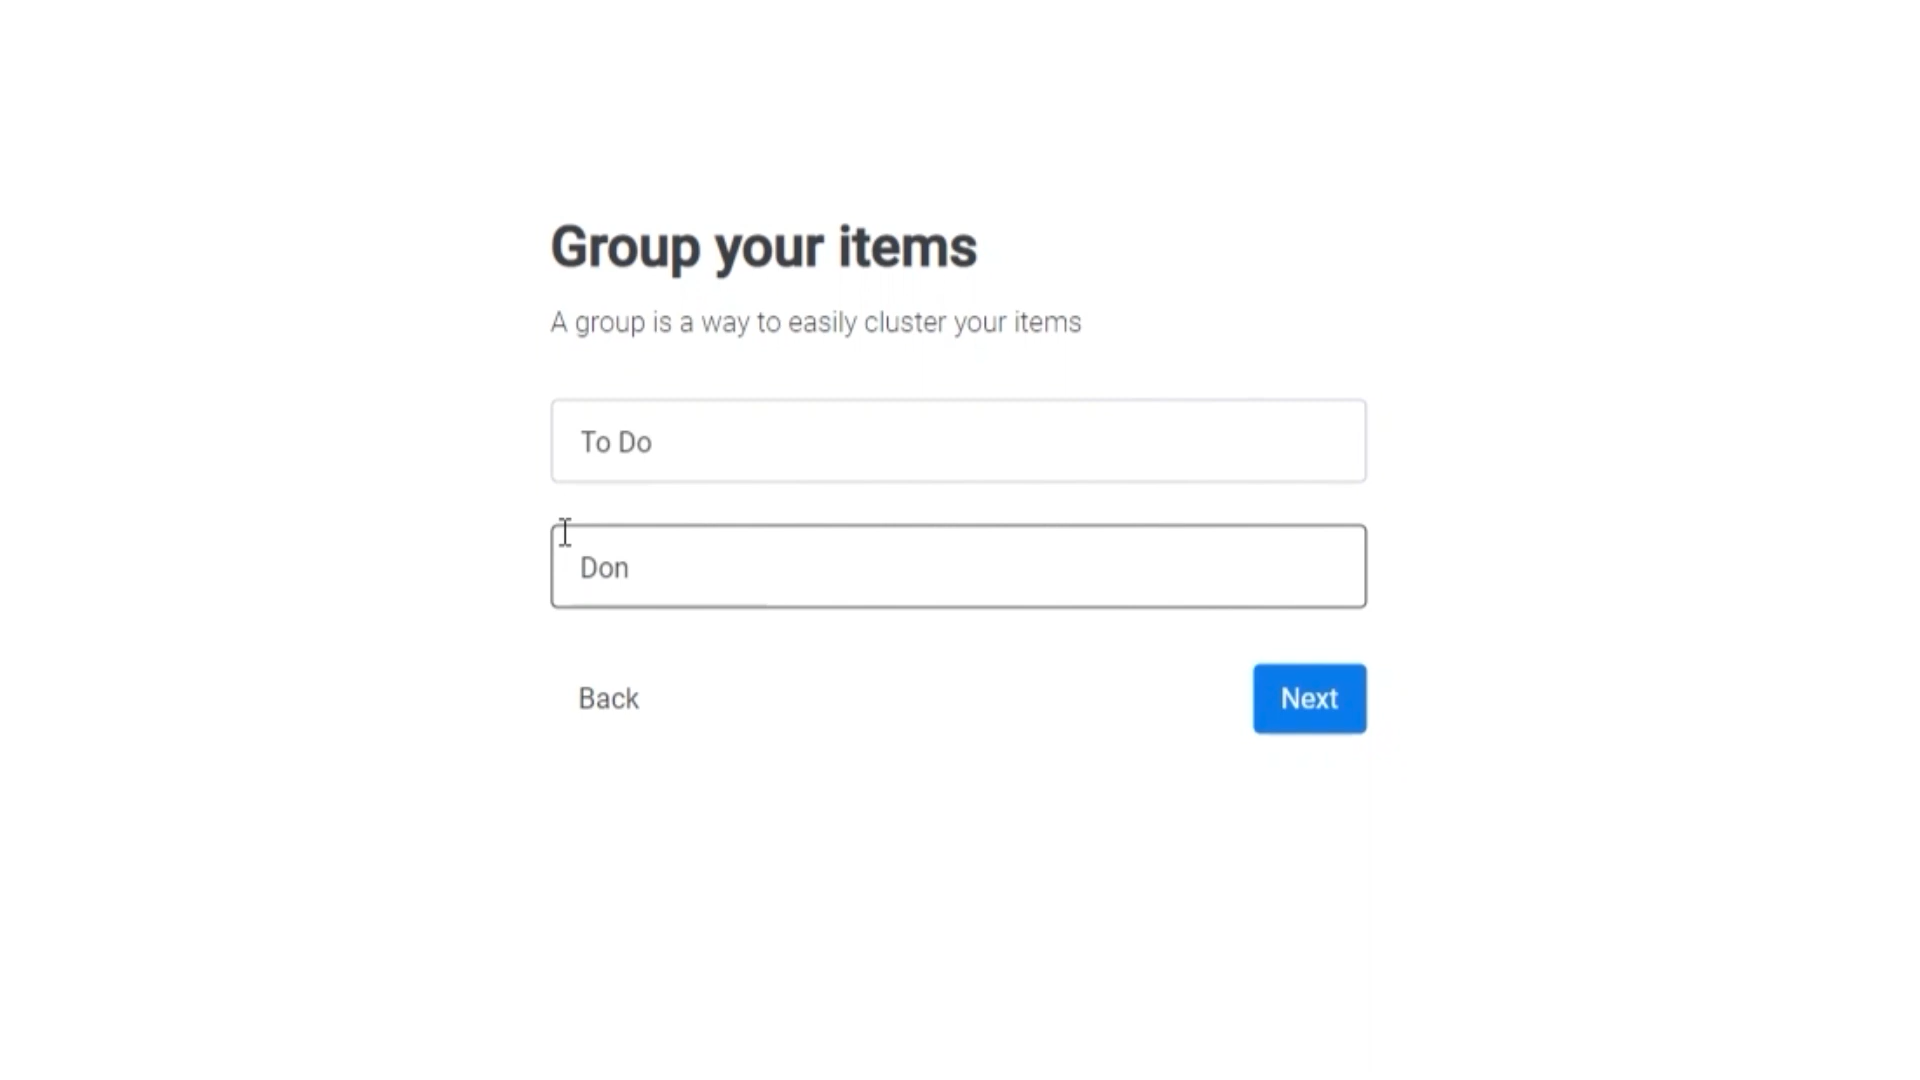 Group your items
A group is a way to easily cluster your items
To Do
Don
Back
Next